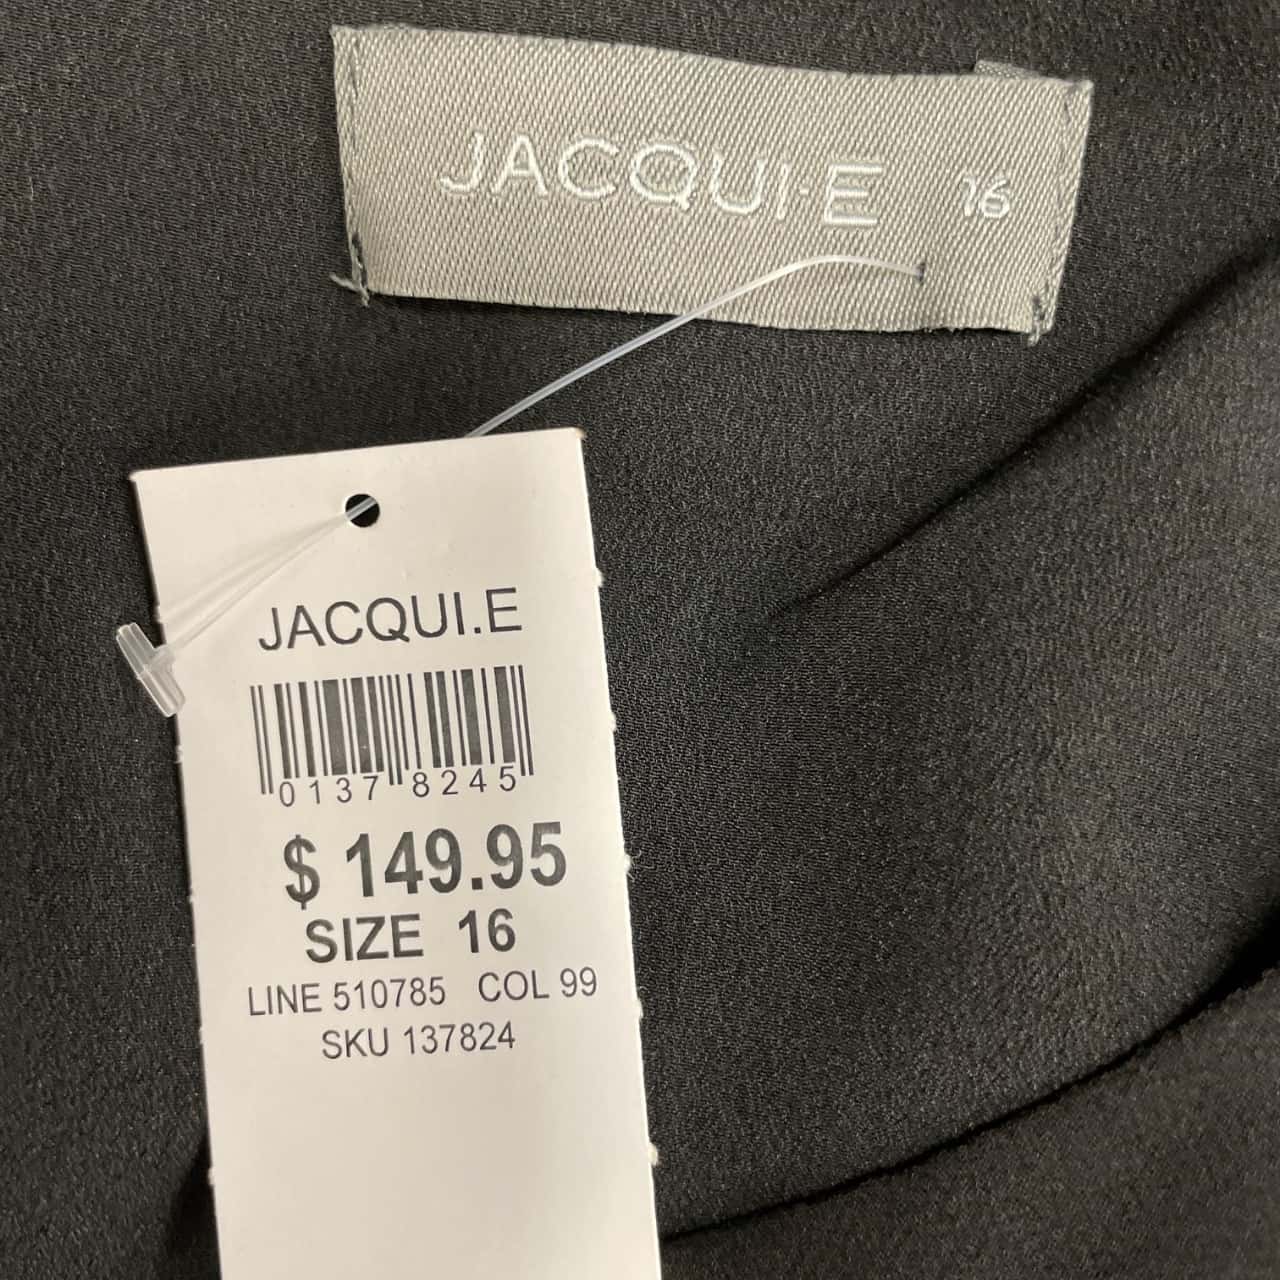 JACQUI·E 16
JACQUI.E
0137 8245
$ 149.95
SIZE 16
LINE 510785 COL 99
SKU 137824